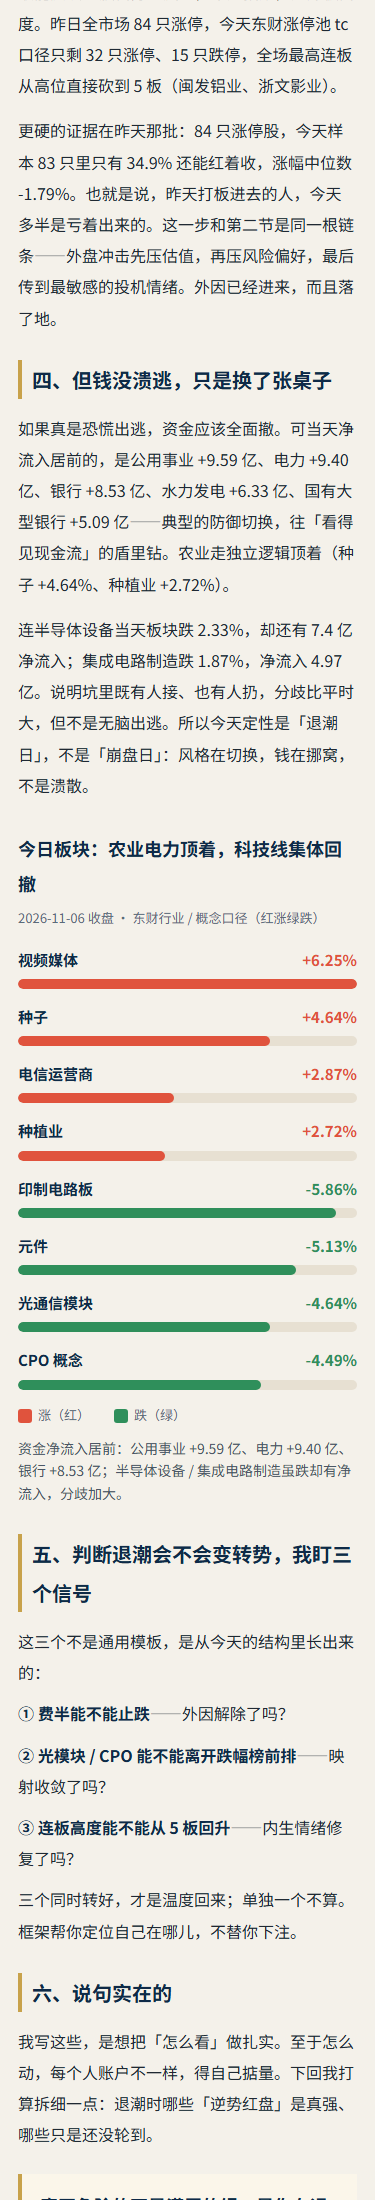 度。昨日全市场 84 只涨停，今天东财涨停池 tc
口径只剩 32 只涨停、15 只跌停，全场最高连板
从高位直接砍到 5 板（闽发铝业、浙文影业）。
更硬的证据在昨天那批：84 只涨停股，今天样
本 83 只里只有 34.9% 还能红着收，涨幅中位数
-1.79%。也就是说，昨天打板进去的人，今天
多半是亏着出来的。这一步和第二节是同一根链
条——外盘冲击先压估值，再压风险偏好，最后
传到最敏感的投机情绪。外因已经进来，而且落
了地。
四、但钱没溃逃，只是换了张桌子
如果真是恐慌出逃，资金应该全面撤。可当天净
流入居前的，是公用事业 +9.59 亿、电力 +9.40
亿、银行 +8.53 亿、水力发电 +6.33 亿、国有大
型银行 +5.09 亿——典型的防御切换，往「看得
见现金流」的盾里钻。农业走独立逻辑顶着（种
子 +4.64%、种植业 +2.72%）。
连半导体设备当天板块跌 2.33%，却还有 7.4 亿
净流入；集成电路制造跌 1.87%，净流入 4.97
亿。说明坑里既有人接、也有人扔，分歧比平时
大，但不是无脑出逃。所以今天定性是「退潮
日」，不是「崩盘日」：风格在切换，钱在挪窝，
不是溃散。
今日板块：农业电力顶着，科技线集体回
撤
2026-11-06 收盘 · 东财行业 / 概念口径（红涨绿跌）
视频媒体 +6.25%
种子 +4.64%
电信运营商 +2.87%
种植业 +2.72%
印制电路板 -5.86%
元件 -5.13%
光通信模块 -4.64%
CPO 概念 -4.49%
涨（红） 跌（绿）
资金净流入居前：公用事业 +9.59 亿、电力 +9.40 亿、
银行 +8.53 亿；半导体设备 / 集成电路制造虽跌却有净
流入，分歧加大。
五、判断退潮会不会变转势，我盯三
个信号
这三个不是通用模板，是从今天的结构里长出来
的：
① 费半能不能止跌——外因解除了吗？
② 光模块 / CPO 能不能离开跌幅榜前排——映
射收敛了吗？
③ 连板高度能不能从 5 板回升——内生情绪修
复了吗？
三个同时转好，才是温度回来；单独一个不算。
框架帮你定位自己在哪儿，不替你下注。
六、说句实在的
我写这些，是想把「怎么看」做扎实。至于怎么
动，每个人账户不一样，得自己掂量。下回我打
算拆细一点：退潮时哪些「逆势红盘」是真强、
哪些只是还没轮到。